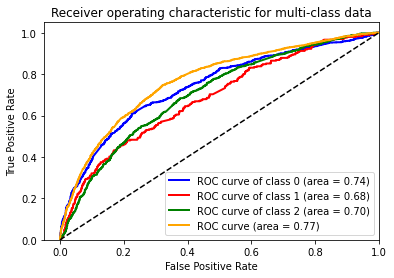 Receiver operating characteristic for multi-class data
True Positive Rate
1.0
0.8
0.6
0.4
0.2
0.0
ROC curve of class 0 (area = 0.74)
ROC curve of class 1 (area = 0.68)
ROC curve of class 2 (area = 0.70)
ROC curve (area = 0.77)
0.0 0.2 0.4 0.6 0.8 1.0
False Positive Rate